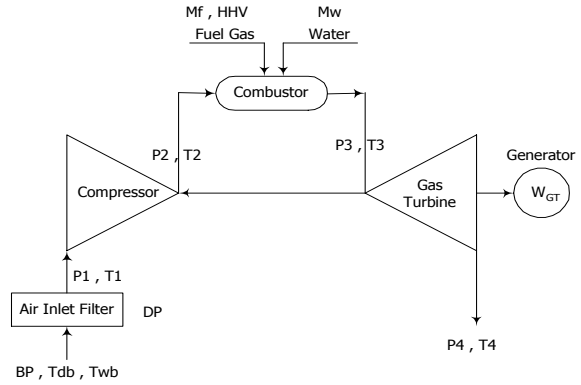 Mf , HHV
Mw
Fuel Gas
Water
Combustor
P2 , T2
P3 , T3
Generator
Compressor
Gas
Turbine
WGT
P1 , T1
Air Inlet Filter
DP
P4 , T4
BP , Tdb , Twb